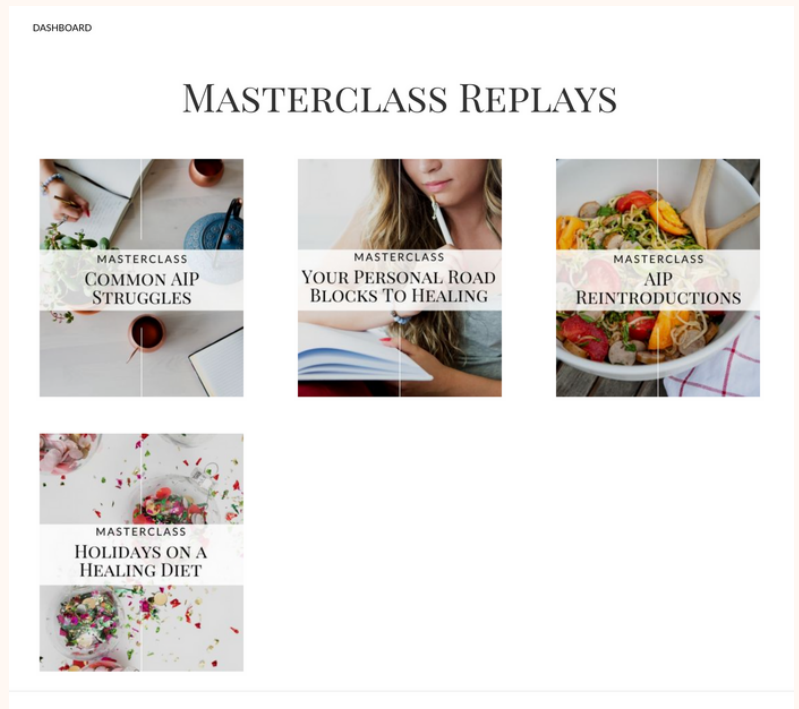 DASHBOARD
Masterclass Replays
MASTERCLASS
Common AIP
Struggles
MASTERCLASS
Your Personal Road
Blocks To Healing
MASTERCLASS
AIP
Reintroductions
MASTERCLASS
Holidays on a
Healing Diet